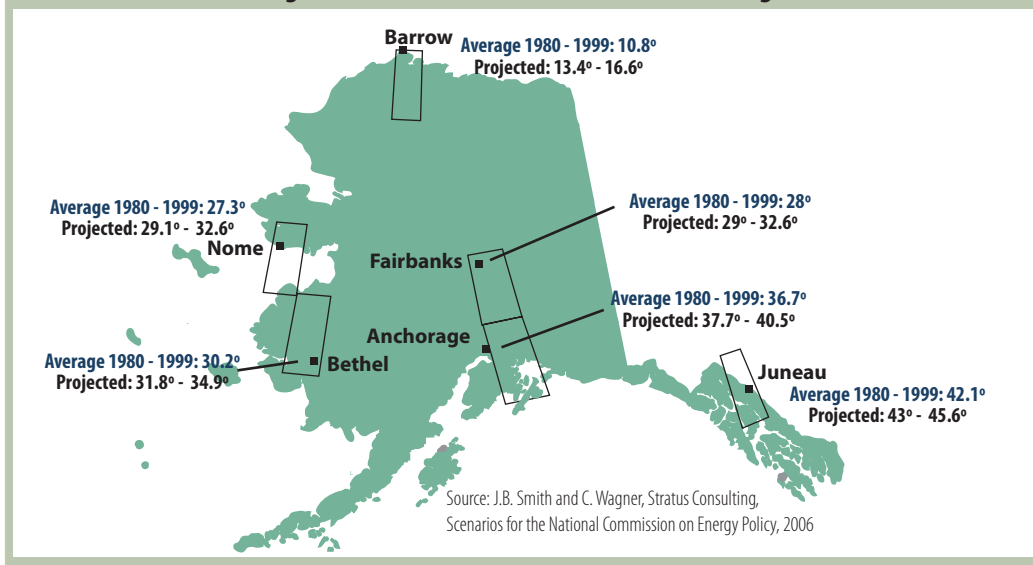 Barrow
Average 1980 - 1999: 10.8º
Projected: 13.4º - 16.6º
Average 1980 - 1999: 27.3º
Projected: 29.1º - 32.6º
Nome
Average 1980 - 1999: 28º
Projected: 29º - 32.6º
Fairbanks
Average 1980 - 1999: 36.7º
Projected: 37.7º - 40.5º
Anchorage
Average 1980 - 1999: 30.2º
Projected: 31.8º - 34.9º
Bethel
Juneau
Average 1980 - 1999: 42.1º
Projected: 43º - 45.6º
Source: J.B. Smith and C. Wagner, Stratus Consulting,
Scenarios for the National Commission on Energy Policy, 2006